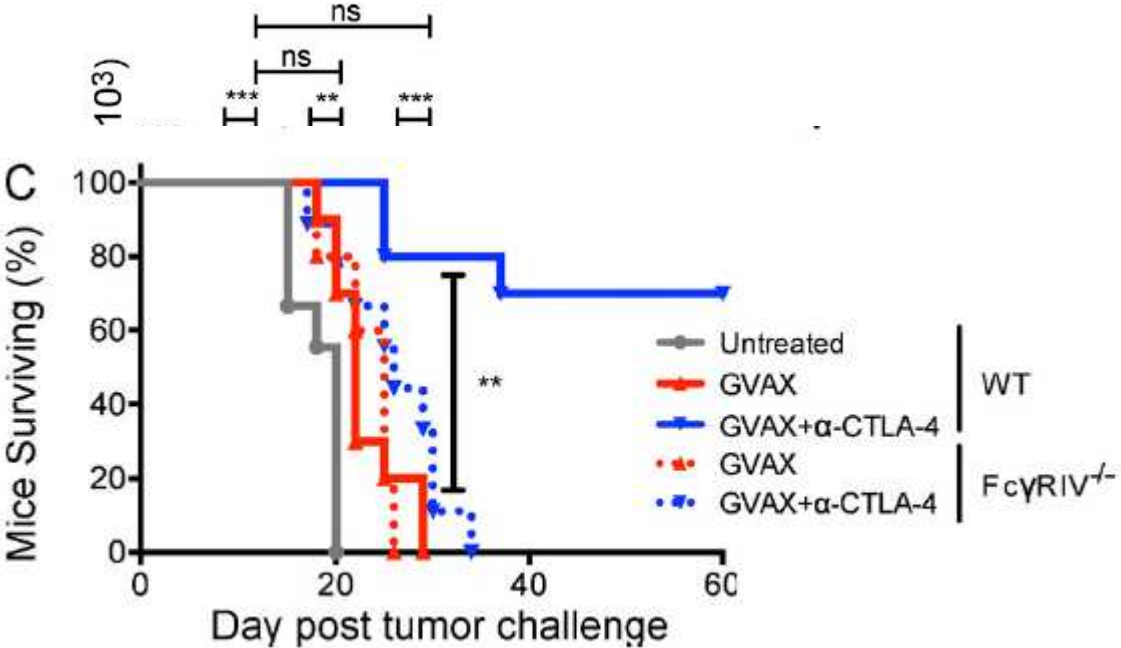 ns
ns
*** ** ***
10³)
C
Mice Surviving (%)
100
80
60
40
20
0
**
0 20 40 60
Day post tumor challenge
Untreated
GVAX
GVAX+α-CTLA-4
WT
GVAX
GVAX+α-CTLA-4
FcγRIV-/-